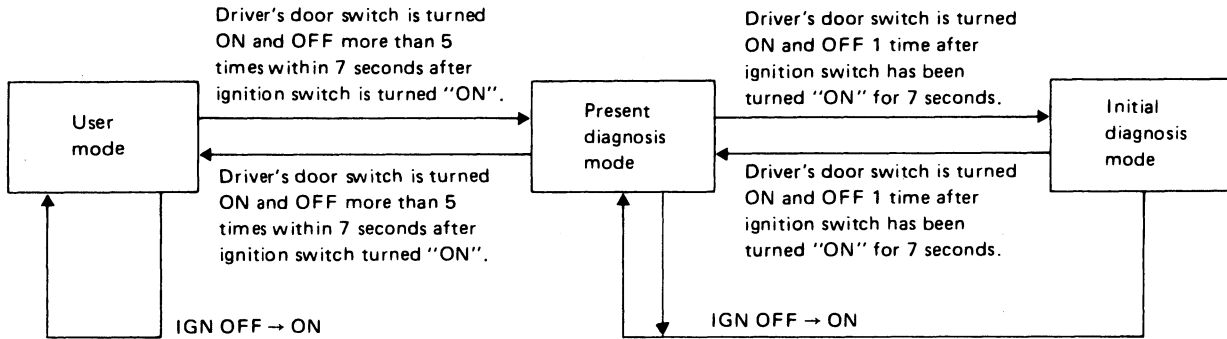 Driver's door switch is turned
ON and OFF more than 5
times within 7 seconds after
ignition switch is turned "ON".
Driver's door switch is turned
ON and OFF 1 time after
ignition switch has been
turned "ON" for 7 seconds.
User
mode
Present
diagnosis
mode
Initial
diagnosis
mode
Driver's door switch is turned
ON and OFF more than 5
times within 7 seconds after
ignition switch turned "ON".
Driver's door switch is turned
ON and OFF 1 time after
ignition switch has been
turned "ON" for 7 seconds.
IGN OFF → ON
IGN OFF → ON